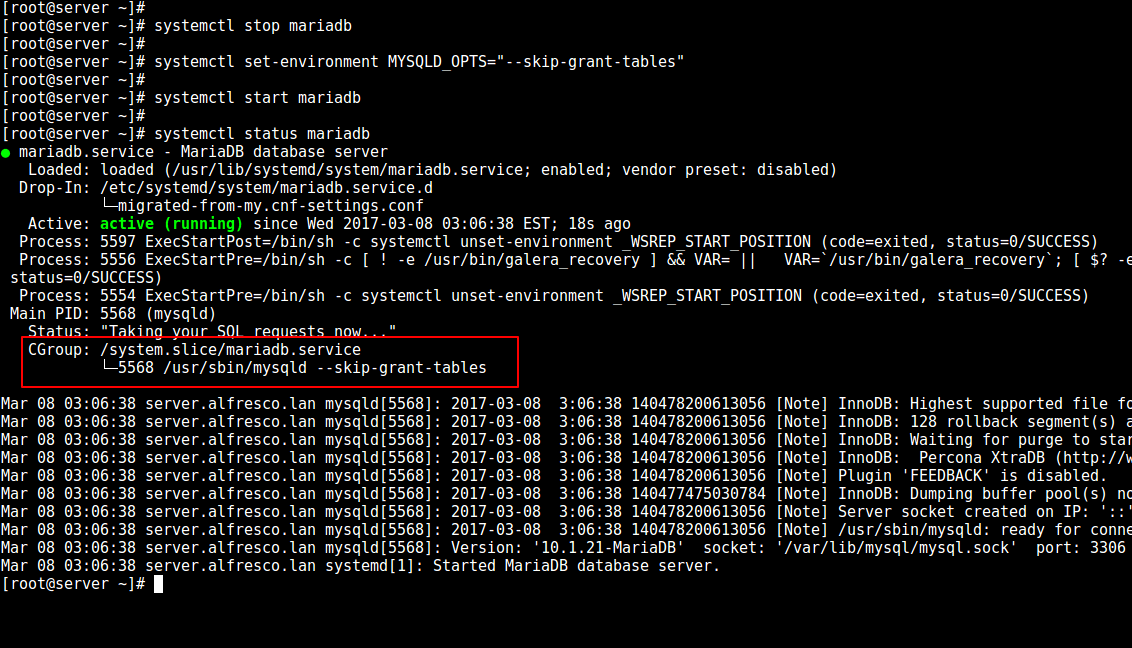 [root@server ~]#
[root@server ~]# systemctl stop mariadb
[root@server ~]#
[root@server ~]# systemctl set-environment MYSQLD_OPTS="--skip-grant-tables"
[root@server ~]#
[root@server ~]# systemctl start mariadb
[root@server ~]#
[root@server ~]# systemctl status mariadb
● mariadb.service - MariaDB database server
   Loaded: loaded (/usr/lib/systemd/system/mariadb.service; enabled; vendor preset: disabled)
  Drop-In: /etc/systemd/system/mariadb.service.d
           └─migrated-from-my.cnf-settings.conf
   Active: active (running) since Wed 2017-03-08 03:06:38 EST; 18s ago
  Process: 5597 ExecStartPost=/bin/sh -c systemctl unset-environment _WSREP_START_POSITION (code=exited, status=0/SUCCESS)
  Process: 5556 ExecStartPre=/bin/sh -c [ ! -e /usr/bin/galera_recovery ] && VAR= ||   VAR=`/usr/bin/galera_recovery`; [ $? -e
 status=0/SUCCESS)
  Process: 5554 ExecStartPre=/bin/sh -c systemctl unset-environment _WSREP_START_POSITION (code=exited, status=0/SUCCESS)
 Main PID: 5568 (mysqld)
   Status: "Taking your SQL requests now..."
   CGroup: /system.slice/mariadb.service
           └─5568 /usr/sbin/mysqld --skip-grant-tables
Mar 08 03:06:38 server.alfresco.lan mysqld[5568]: 2017-03-08  3:06:38 140478200613056 [Note] InnoDB: Highest supported file fo
Mar 08 03:06:38 server.alfresco.lan mysqld[5568]: 2017-03-08  3:06:38 140478200613056 [Note] InnoDB: 128 rollback segment(s) a
Mar 08 03:06:38 server.alfresco.lan mysqld[5568]: 2017-03-08  3:06:38 140478200613056 [Note] InnoDB: Waiting for purge to star
Mar 08 03:06:38 server.alfresco.lan mysqld[5568]: 2017-03-08  3:06:38 140478200613056 [Note] InnoDB:  Percona XtraDB (http://w
Mar 08 03:06:38 server.alfresco.lan mysqld[5568]: 2017-03-08  3:06:38 140478200613056 [Note] Plugin 'FEEDBACK' is disabled.
Mar 08 03:06:38 server.alfresco.lan mysqld[5568]: 2017-03-08  3:06:38 140477475030784 [Note] InnoDB: Dumping buffer pool(s) no
Mar 08 03:06:38 server.alfresco.lan mysqld[5568]: 2017-03-08  3:06:38 140478200613056 [Note] Server socket created on IP: '::'
Mar 08 03:06:38 server.alfresco.lan mysqld[5568]: 2017-03-08  3:06:38 140478200613056 [Note] /usr/sbin/mysqld: ready for conne
Mar 08 03:06:38 server.alfresco.lan mysqld[5568]: Version: '10.1.21-MariaDB'  socket: '/var/lib/mysql/mysql.sock'  port: 3306
Mar 08 03:06:38 server.alfresco.lan systemd[1]: Started MariaDB database server.
[root@server ~]#